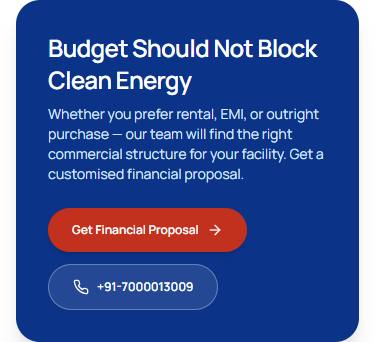 Budget Should Not Block
Clean Energy
Whether you prefer rental, EMI, or outright
purchase — our team will find the right
commercial structure for your facility. Get a
customised financial proposal.
Get Financial Proposal →
+91-7000013009